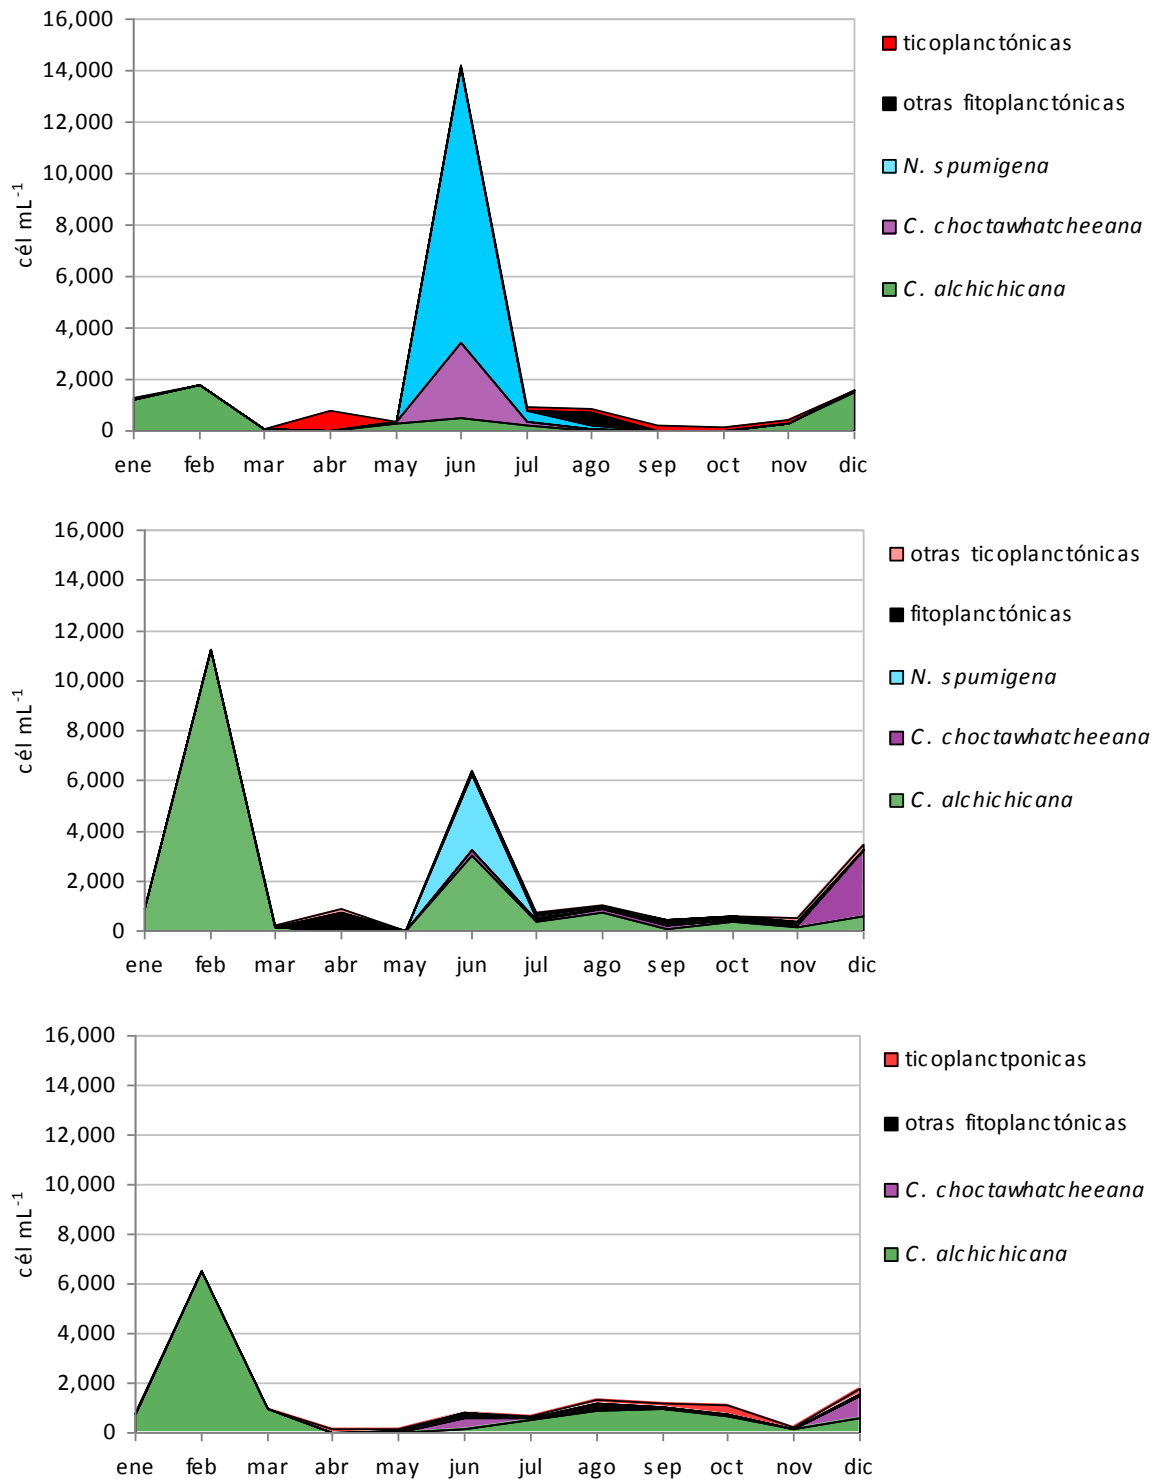 16,000
14,000
12,000
10,000
8,000
6,000
4,000
2,000
0
cél mL-1
ene feb mar abr may jun jul ago sep oct nov dic
ticoplanctónicas
otras fitoplanctónicas
N. spumigena
C. choctawhatcheeana
C. alchichicana
16,000
14,000
12,000
10,000
8,000
6,000
4,000
2,000
0
cél mL-1
ene feb mar abr may jun jul ago sep oct nov dic
otras ticoplanctónicas
fitoplanctónicas
N. spumigena
C. choctawhatcheeana
C. alchichicana
16,000
14,000
12,000
10,000
8,000
6,000
4,000
2,000
0
cél mL-1
ene feb mar abr may jun jul ago sep oct nov dic
ticoplanctponicas
otras fitoplanctónicas
C. choctawhatcheeana
C. alchichicana